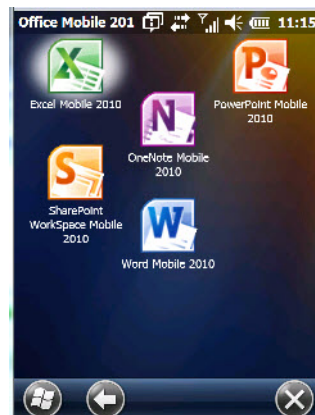 Office Mobile 201 11:15
Excel Mobile 2010
PowerPoint Mobile
2010
OneNote Mobile
2010
SharePoint
WorkSpace Mobile
2010
Word Mobile 2010